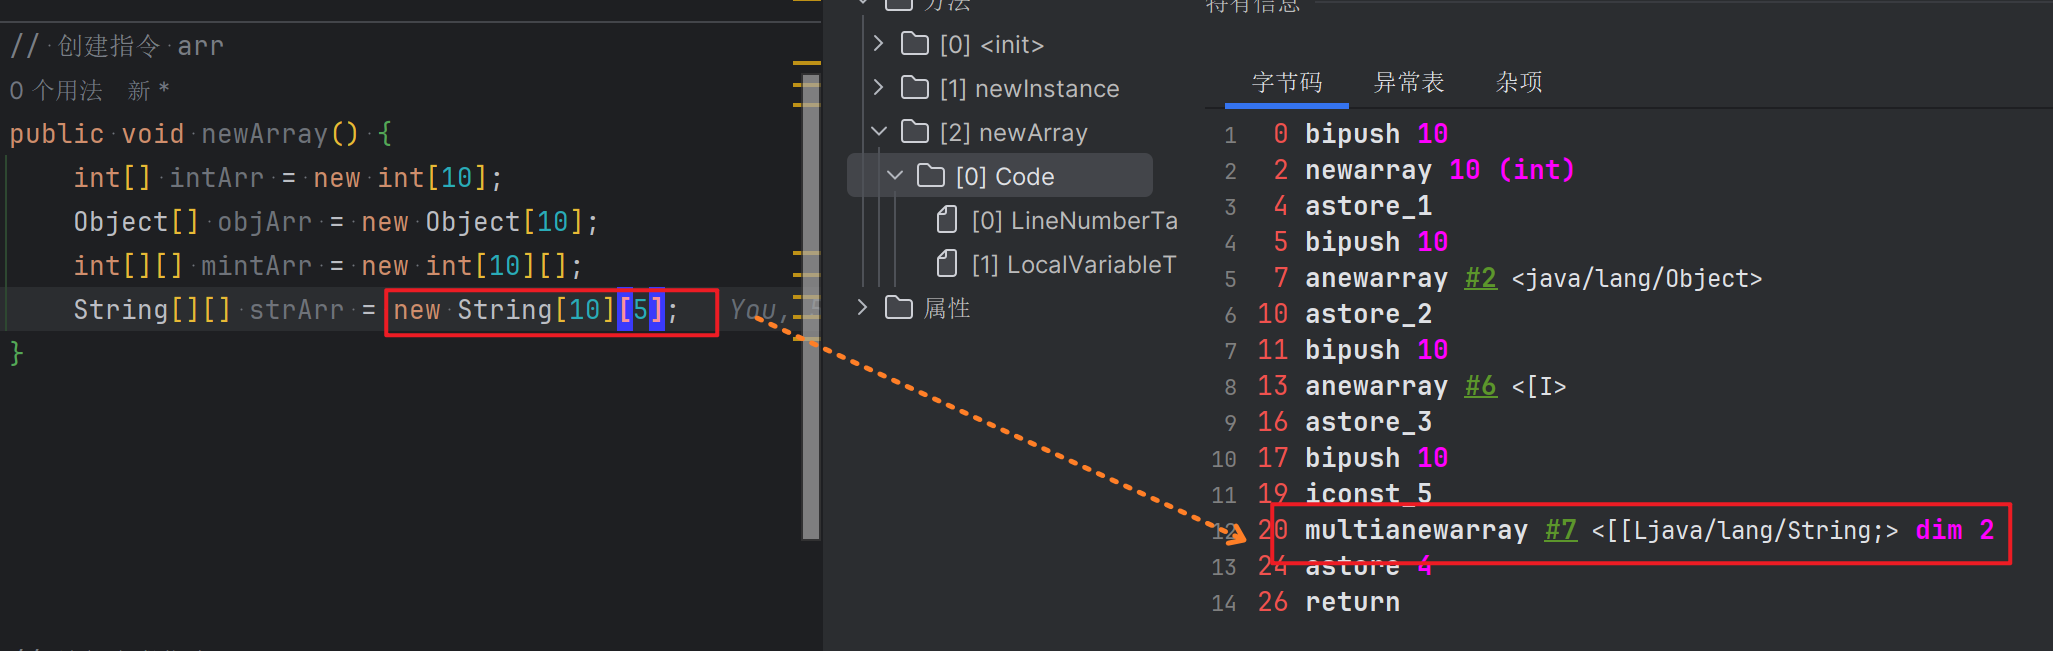 // 创建指令 arr
0 个用法 新 *
public void newArray() {
int[] intArr = new int[10];
Object[] objArr = new Object[10];
int[][] mintArr = new int[10][];
String[][] strArr = new String[10][5]; You,
}
方法
[0] <init>
[1] newInstance
[2] newArray
[0] Code
[0] LineNumberTa
[1] LocalVariableT
属性
特有信息
字节码 异常表 杂项
1 0 bipush 10
2 2 newarray 10 (int)
3 4 astore_1
4 5 bipush 10
5 7 anewarray #2 <java/lang/Object>
6 10 astore_2
7 11 bipush 10
8 13 anewarray #6 <[I>
9 16 astore_3
10 17 bipush 10
11 19 iconst_5
12 20 multianewarray #7 <[[Ljava/lang/String;> dim 2
13 24 astore 4
14 26 return